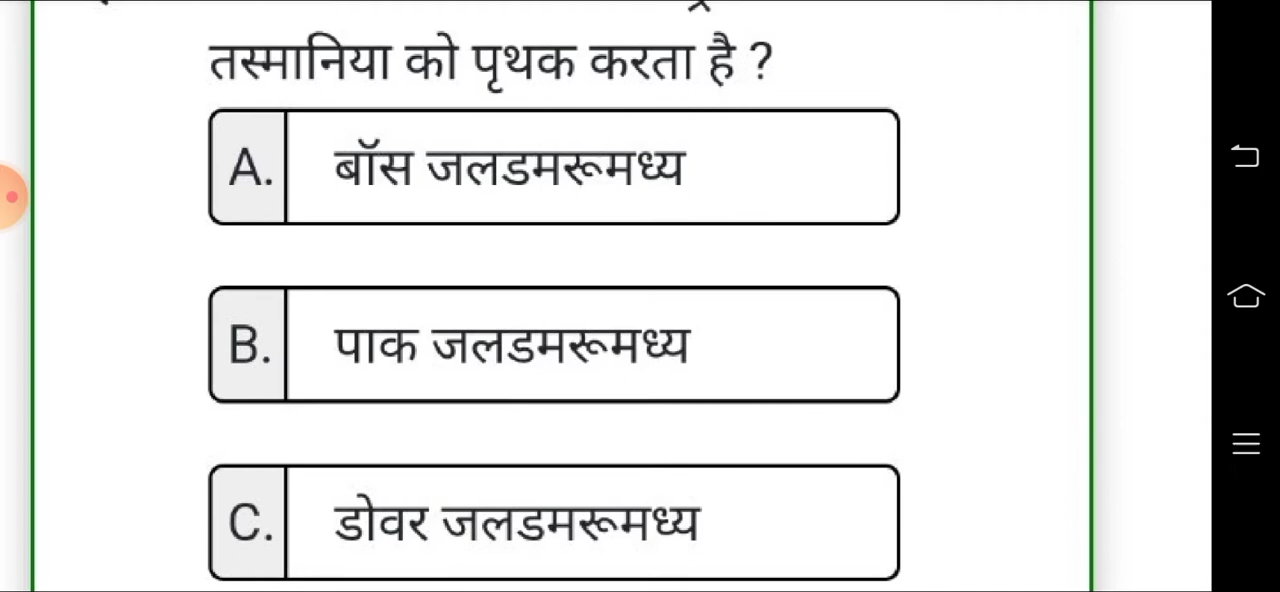 तस्मानिया को पृथक करता है ?
A. बॉस जलडमरूमध्य
B. पाक जलडमरूमध्य
C. डोवर जलडमरूमध्य